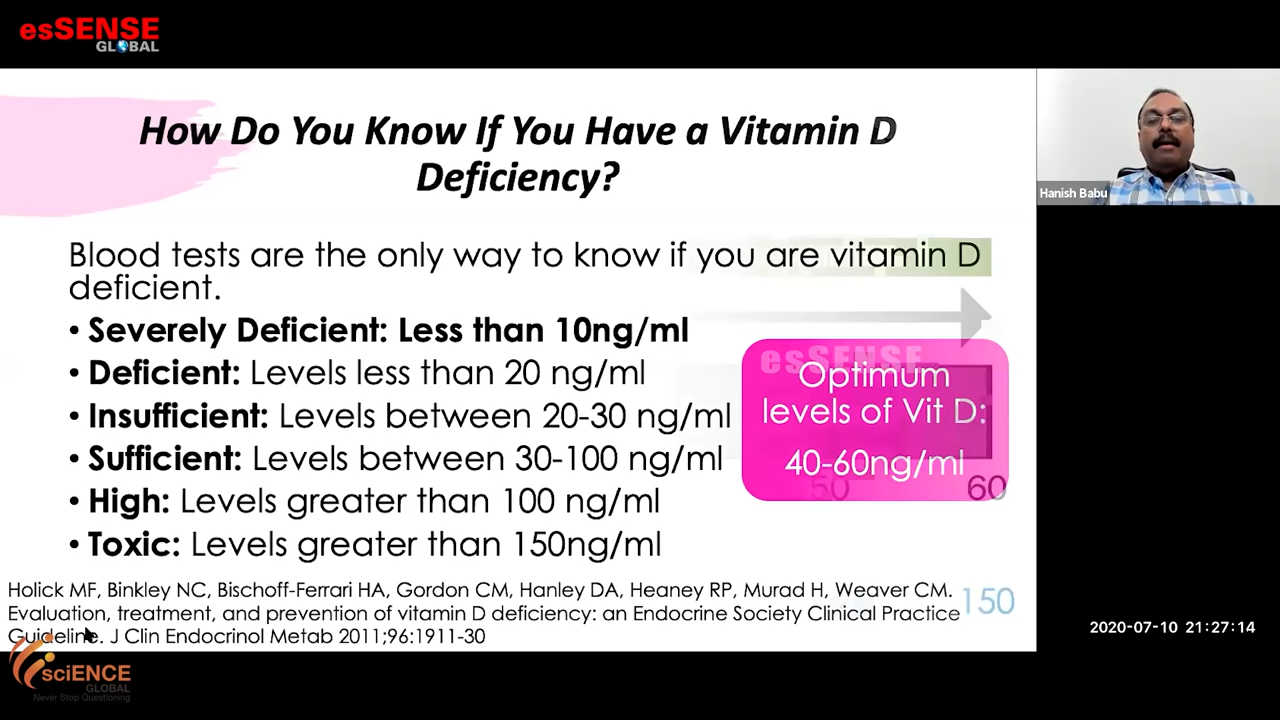 esSENSE
GLOBAL
How Do You Know If You Have a Vitamin D
Deficiency?
Hanish Babu
Blood tests are the only way to know if you are vitamin D
deficient.
• Severely Deficient: Less than 10ng/ml
• Deficient: Levels less than 20 ng/ml
• Insufficient: Levels between 20-30 ng/ml
• Sufficient: Levels between 30-100 ng/ml
• High: Levels greater than 100 ng/ml
• Toxic: Levels greater than 150ng/ml
esSENSE
Optimum
levels of Vit D:
40-60ng/ml
50 60
Holick MF, Binkley NC, Bischoff-Ferrari HA, Gordon CM, Hanley DA, Heaney RP, Murad H, Weaver CM.
Evaluation, treatment, and prevention of vitamin D deficiency: an Endocrine Society Clinical Practice
Guideline. J Clin Endocrinol Metab 2011;96:1911-30
150
2020-07-10 21:27:14
sciENCE
GLOBAL
Never Stop Questioning